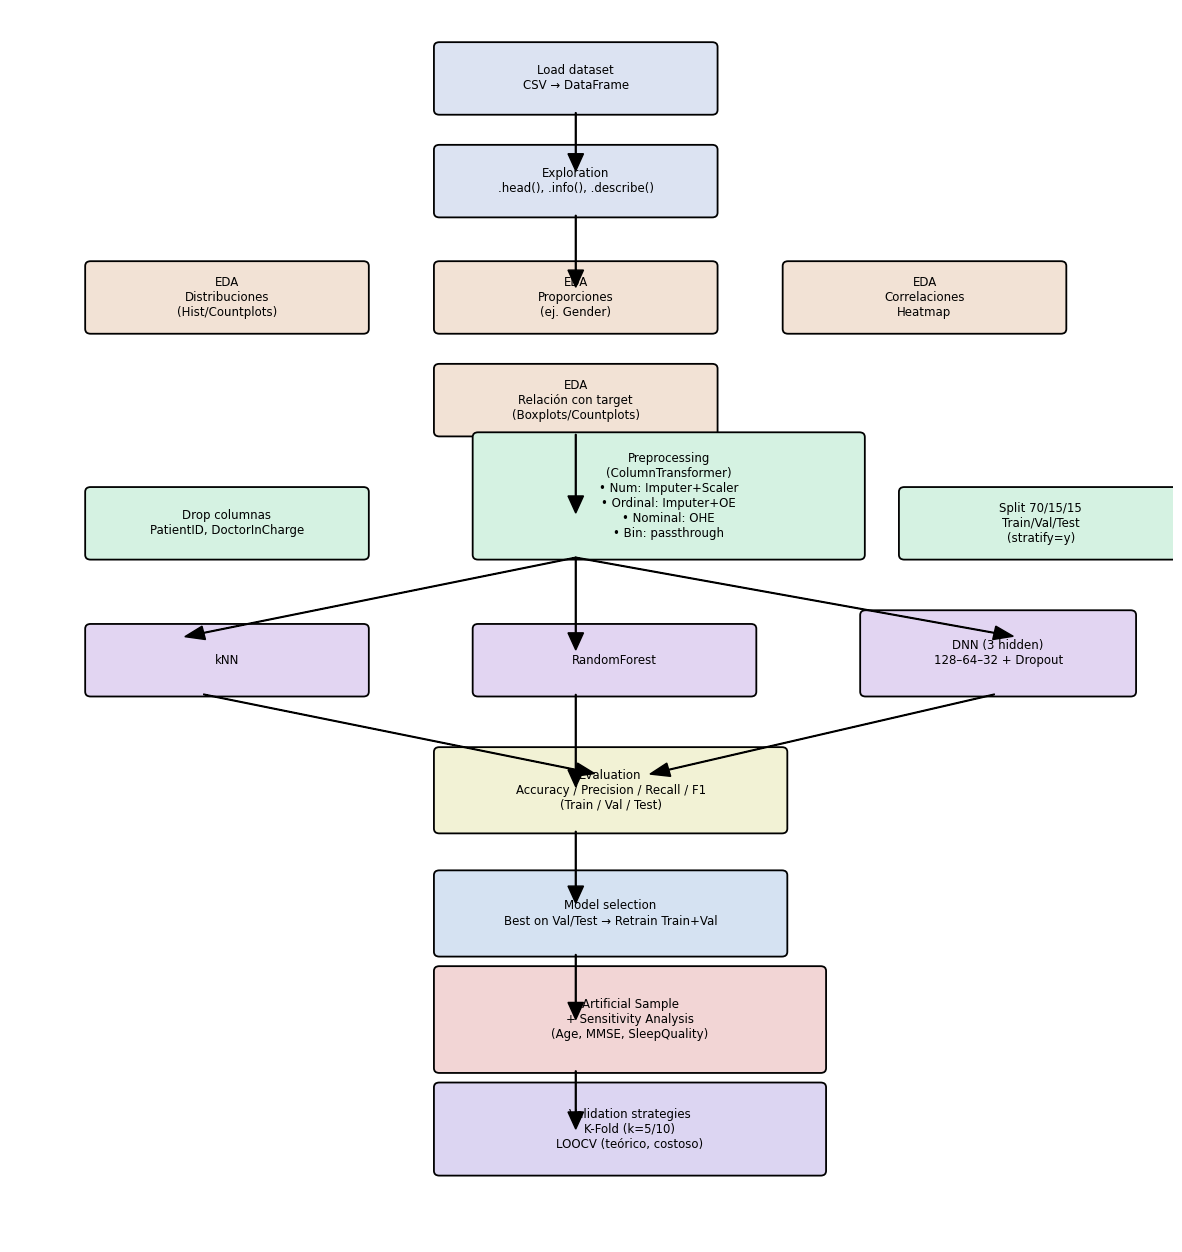 Load dataset
CSV → DataFrame
Exploration
.head(), .info(), .describe()
EDA
Distribuciones
(Hist/Countplots)
EDA
Proporciones
(ej. Gender)
EDA
Correlaciones
Heatmap
EDA
Relación con target
(Boxplots/Countplots)
Drop columnas
PatientID, DoctorInCharge
Preprocessing
(ColumnTransformer)
• Num: Imputer+Scaler
• Ordinal: Imputer+OE
• Nominal: OHE
• Bin: passthrough
Split 70/15/15
Train/Val/Test
(stratify=y)
kNN
RandomForest
DNN (3 hidden)
128–64–32 + Dropout
Evaluation
Accuracy / Precision / Recall / F1
(Train / Val / Test)
Model selection
Best on Val/Test → Retrain Train+Val
Artificial Sample
+ Sensitivity Analysis
(Age, MMSE, SleepQuality)
Validation strategies
K-Fold (k=5/10)
LOOCV (teórico, costoso)